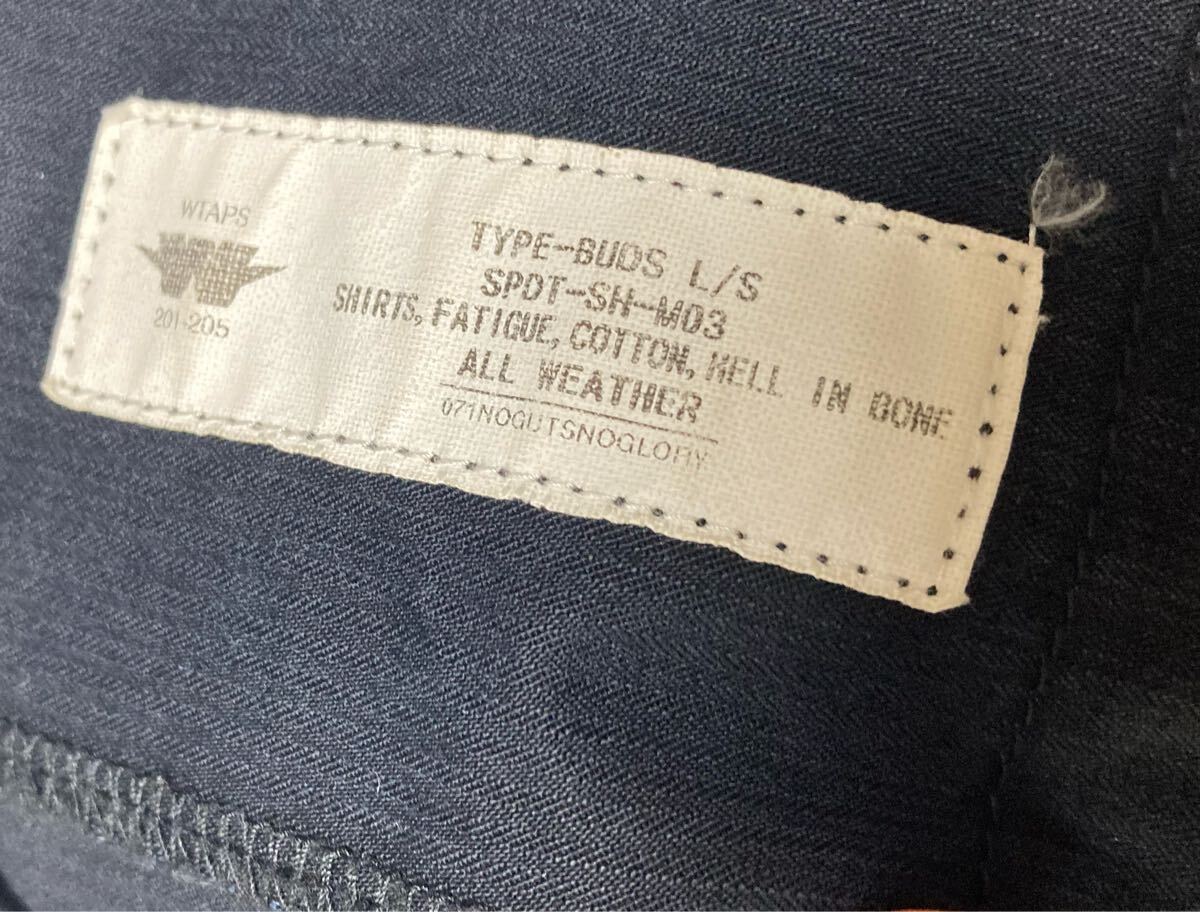 WTAPS
201-205
TYPE-BUDS L/S
SPDT-SH-M03
SHIRTS, FATIGUE, COTTON, HELL IN BONE
ALL WEATHER
071NOGUTSNOGLORY